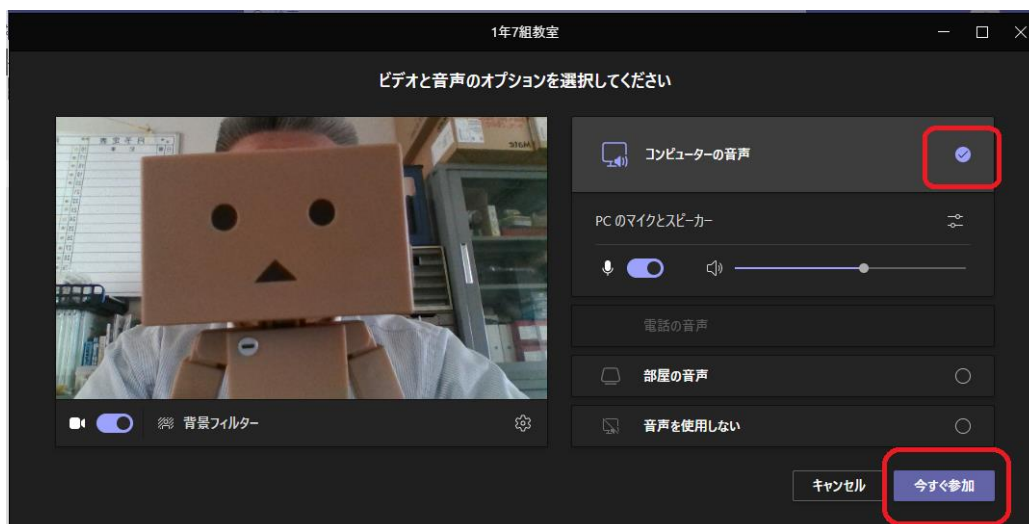 1年7組教室
ビデオと音声のオプションを選択してください
コンピューターの音声
PC のマイクとスピーカー
電話の音声
部屋の音声
音声を使用しない
背景フィルター
キャンセル
今すぐ参加